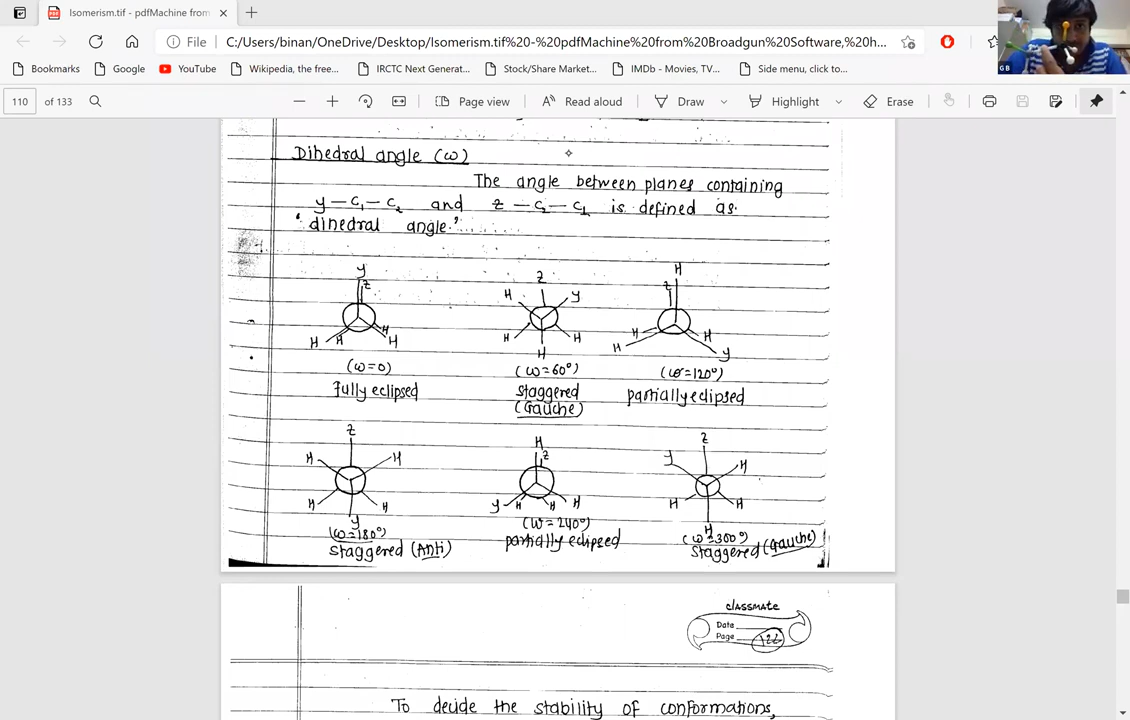 Isomerism.tif - pdfMachine from
File C:/Users/binan/OneDrive/Desktop/Isomerism.tif%20-%20pdfMachine%20from%20Broadgun%20Software,%20h...
G B
Bookmarks Google YouTube Wikipedia, the free... IRCTC Next Generat... Stock/Share Market... IMDb - Movies, TV... Side menu, click to...
110 of 133 Page view Read aloud Draw Highlight Erase
Dihedral angle (ω)
The angle between planes containing
y-C1-C2 and z-C2-C1 is defined as
'dihedral angle'
y z H H H H
Z H y H H H
H Z H H H y
(ω=0) (ω=60°) (ω=120°)
Fully eclipsed staggered partially eclipsed
(Gauche)
Z H H H H y
H Z y H H H
Z y H H H H
(ω=180°) (ω=240°) (ω=300°)
staggered (Anti) partially eclipsed staggered (Gauche)
classmate
Date
Page 122
To decide the stability of conformations,